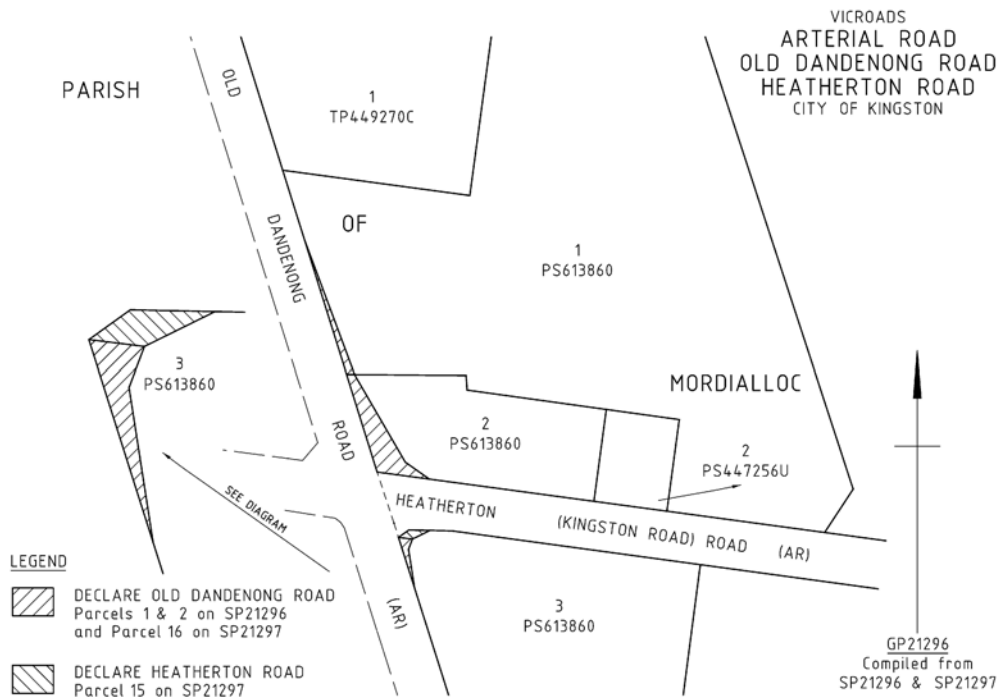 VICROADS
ARTERIAL ROAD
OLD DANDENONG ROAD
HEATHERTON ROAD
CITY OF KINGSTON
PARISH
OLD
1
TP449270C
OF
DANDENONG
1
PS613860
3
PS613860
MORDIALLOC
ROAD
2
PS613860
2
PS447256U
SEE DIAGRAM
HEATHERTON (KINGSTON ROAD) ROAD (AR)
LEGEND
DECLARE OLD DANDENONG ROAD
Parcels 1 & 2 on SP21296
and Parcel 16 on SP21297
(AR)
3
PS613860
DECLARE HEATHERTON ROAD
Parcel 15 on SP21297
GP21296
Compiled from
SP21296 & SP21297